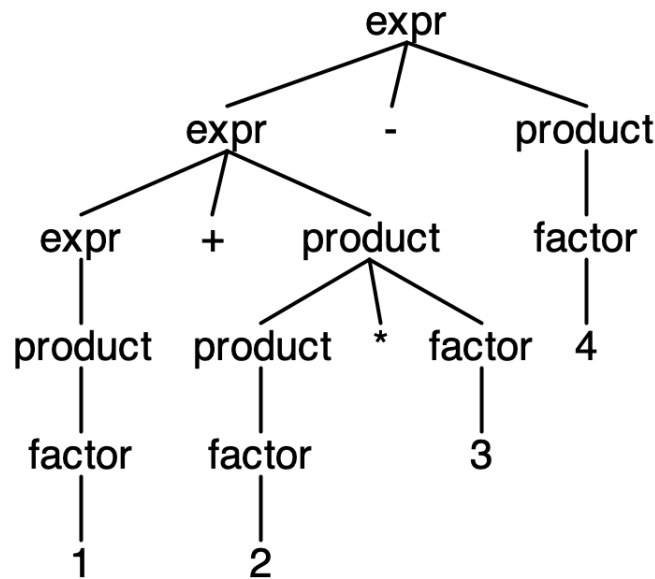 expr
expr - product
expr + product factor
product product * factor 4
factor factor 3
1 2